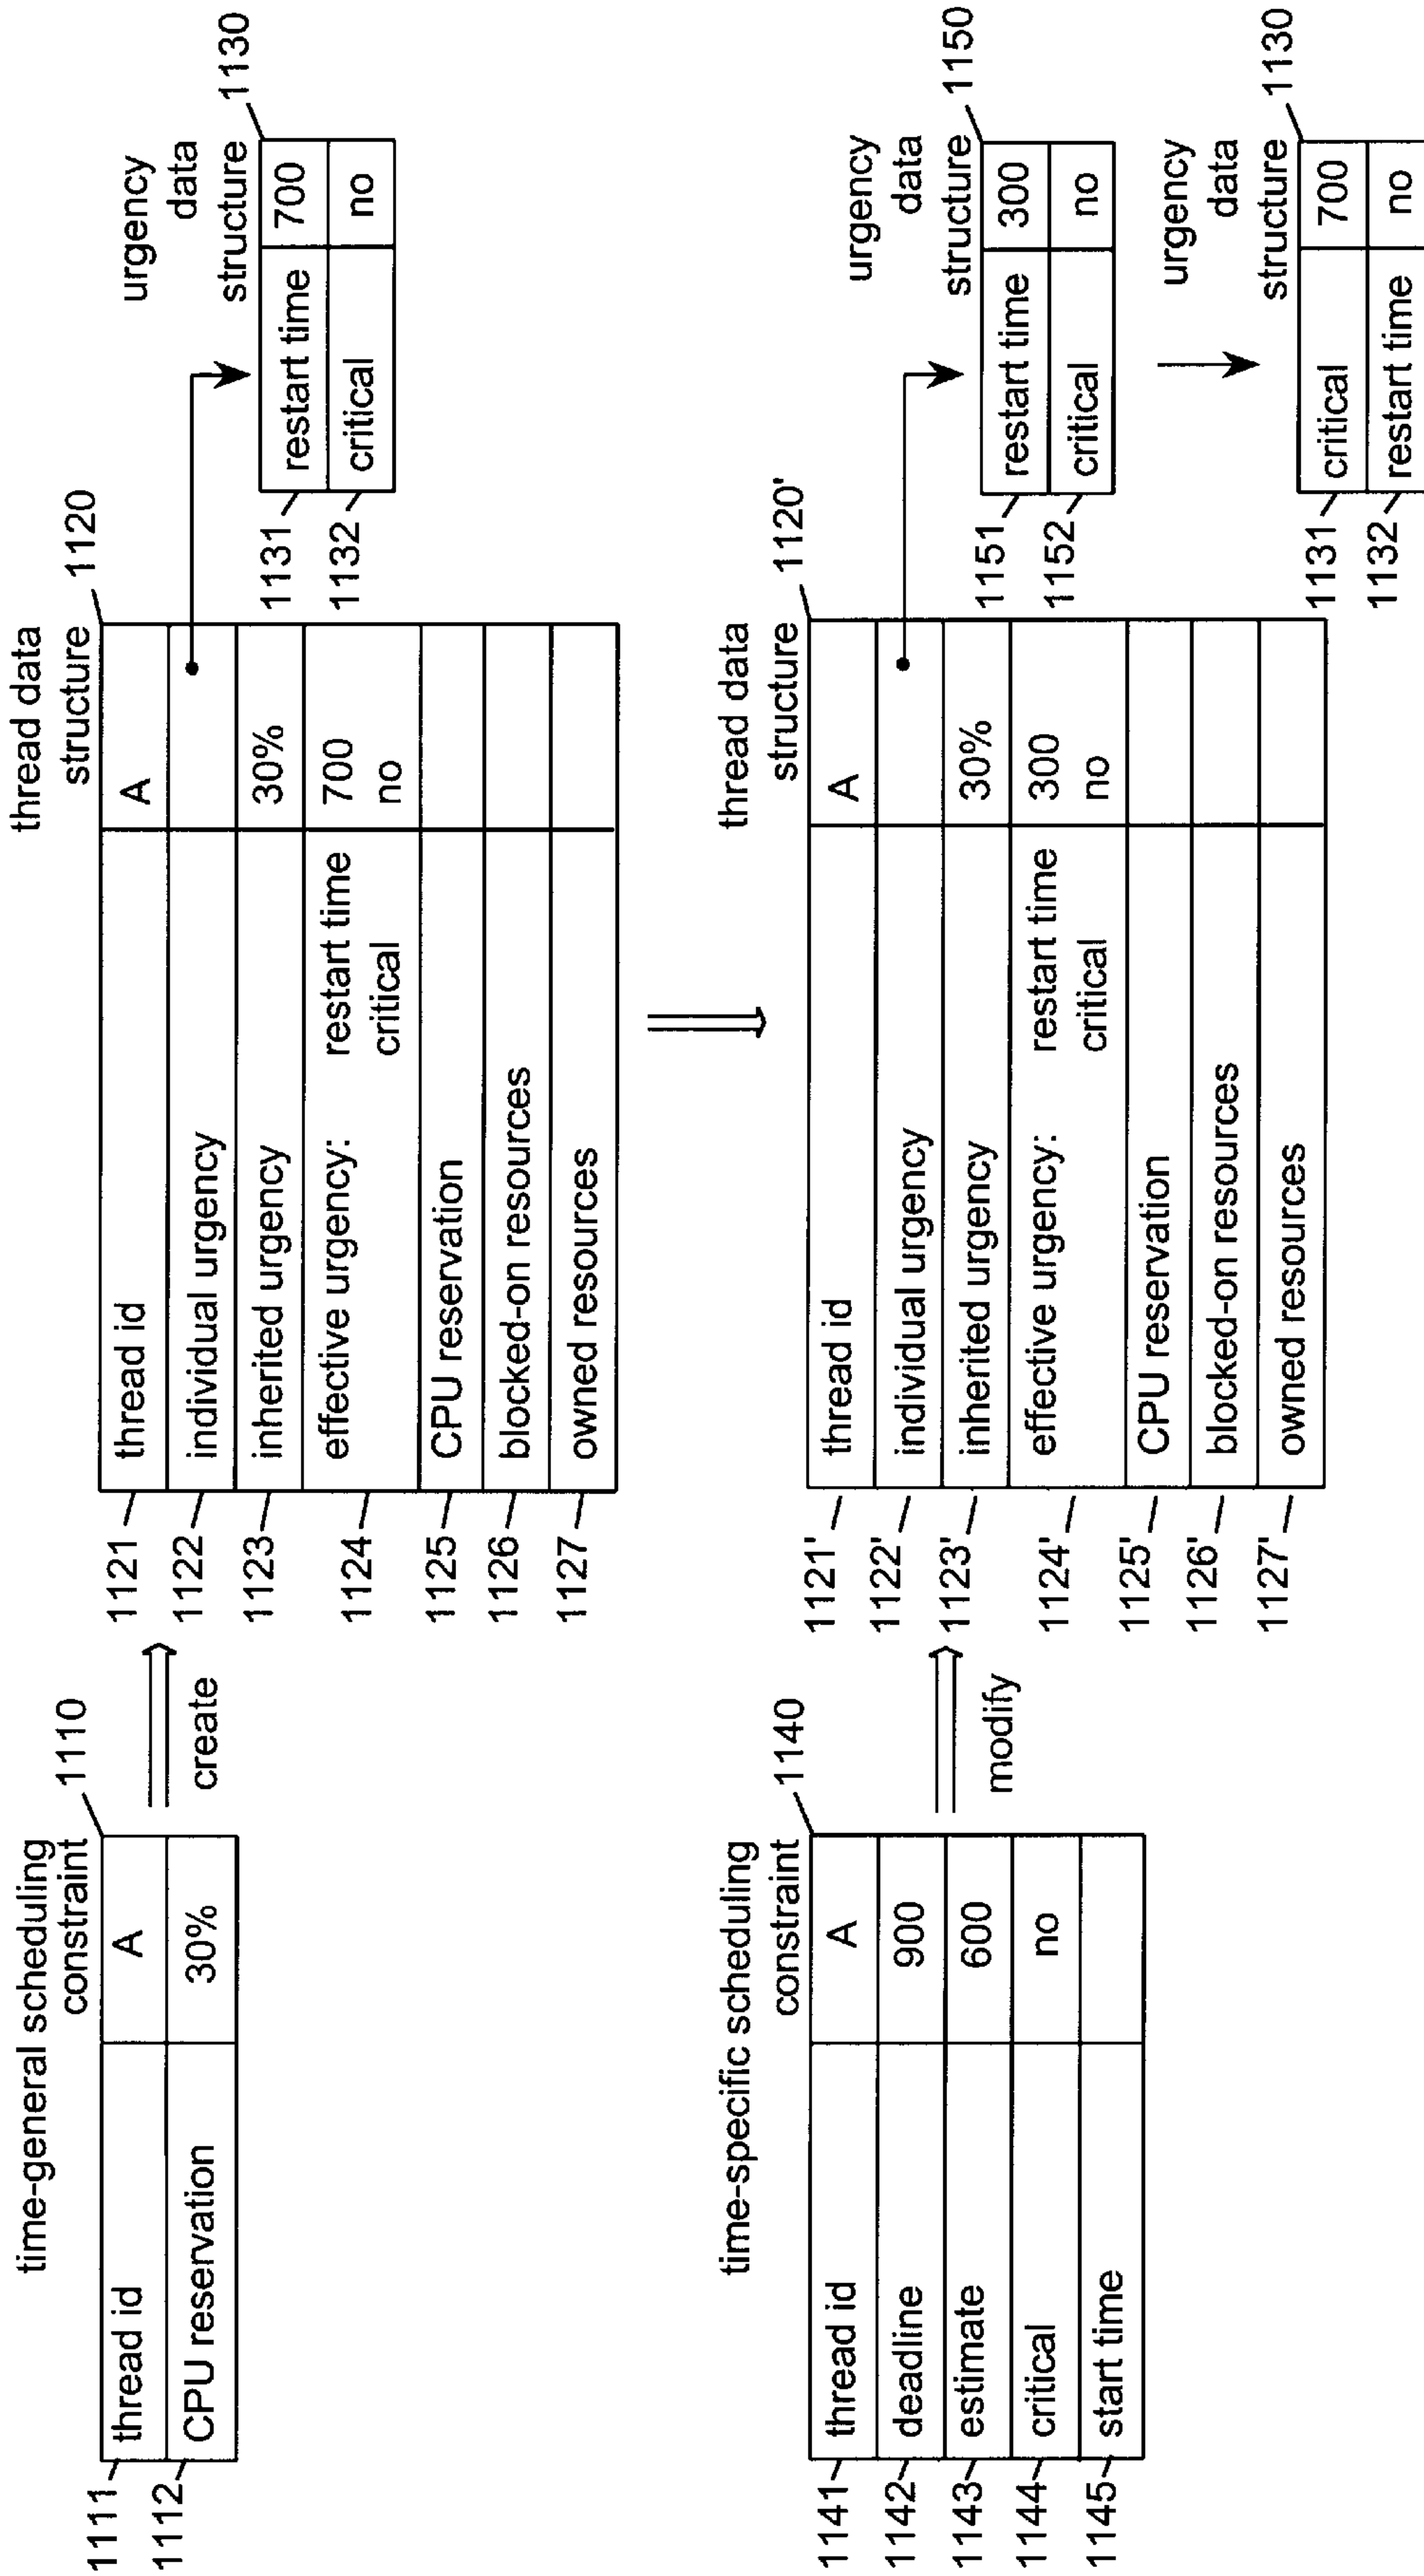 time-general scheduling
constraint
1110
1111 thread id A
1112 CPU reservation 30%
create
thread data
structure
1120
1121 thread id A
1122 individual urgency
1123 inherited urgency 30%
1124 effective urgency: restart time 700
critical no
1125 CPU reservation
1126 blocked-on resources
1127 owned resources
urgency
data
structure
1130
1131 restart time 700
1132 critical no
time-specific scheduling
constraint
1140
1141 thread id A
1142 deadline 900
1143 estimate 600
1144 critical no
1145 start time
modify
thread data
structure
1120'
1121' thread id A
1122' individual urgency
1123' inherited urgency 30%
1124' effective urgency: restart time 300
critical no
1125' CPU reservation
1126' blocked-on resources
1127' owned resources
urgency
data
structure
1150
1151 restart time 300
1152 critical no
urgency
data
structure
1130
1131 critical 700
1132 restart time no